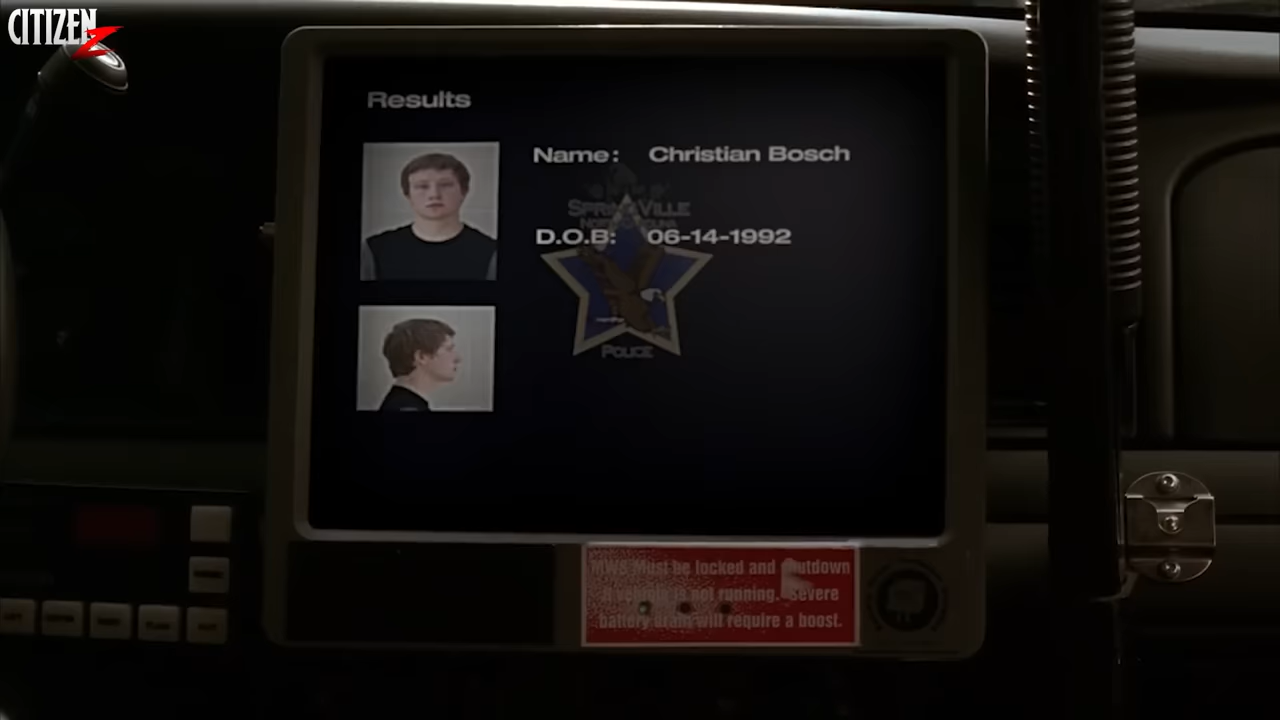 CITIZEN
Z
Results
Name: Christian Bosch
SPRINGVILLE
D.O.B: 06-14-1992
POLICE
MWS Must be locked and shutdown
if vehicle is not running. Severe
battery drain will require a boost.